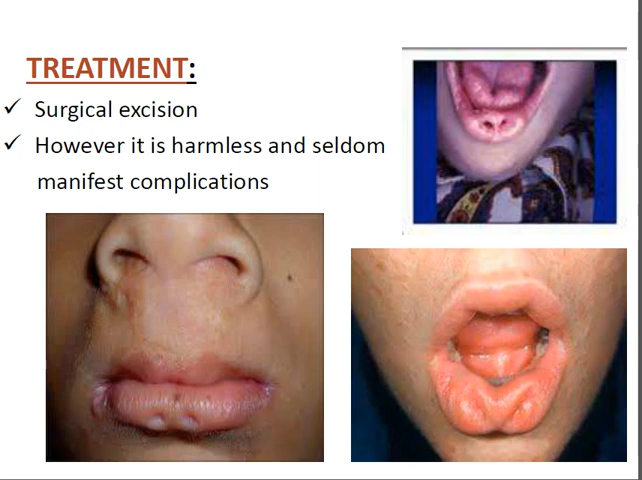 TREATMENT:
✓ Surgical excision
✓ However it is harmless and seldom
manifest complications